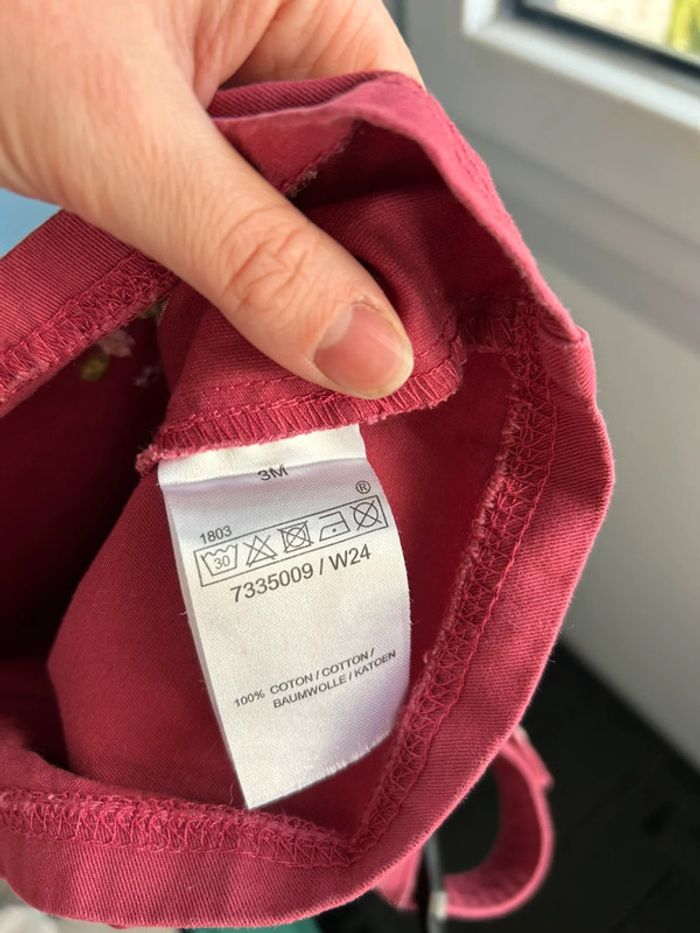 3M
®
1803
30
7335009 / W24
100% COTON / COTTON /
BAUMWOLLE / KATOEN